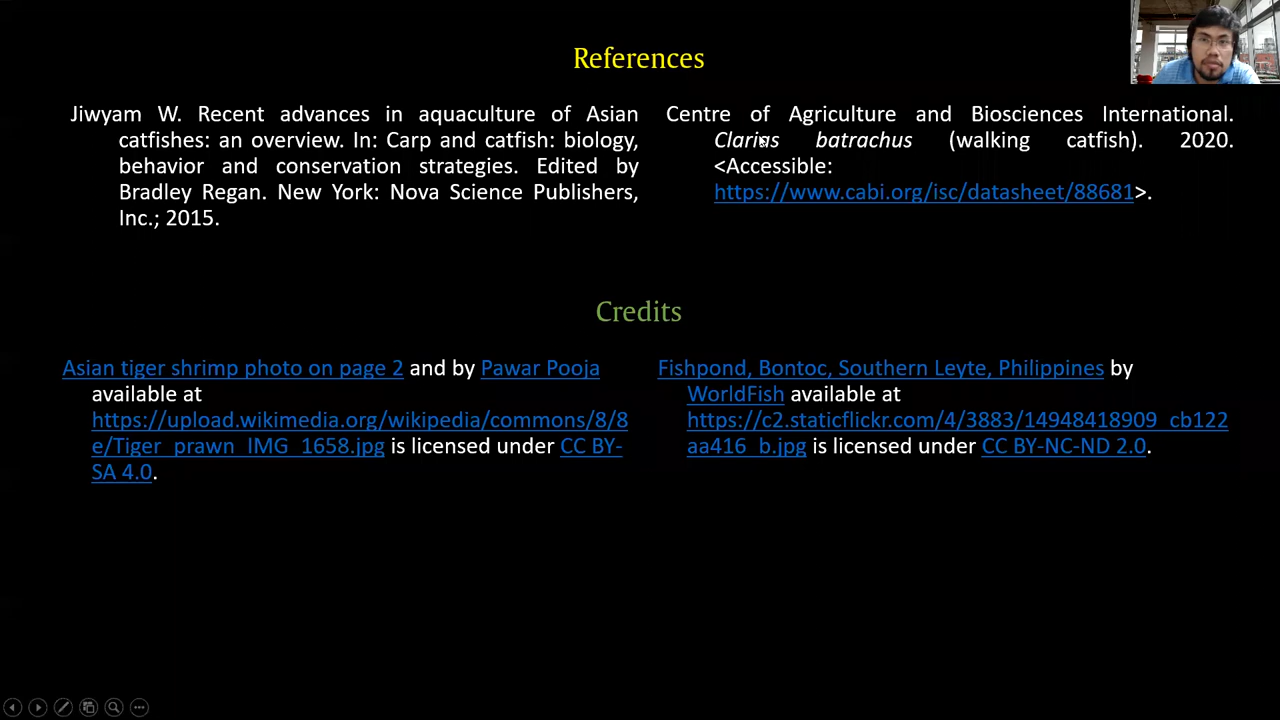 References
Jiwyam W. Recent advances in aquaculture of Asian
catfishes: an overview. In: Carp and catfish: biology,
behavior and conservation strategies. Edited by
Bradley Regan. New York: Nova Science Publishers,
Inc.; 2015.
Centre of Agriculture and Biosciences International.
Clarias batrachus (walking catfish). 2020.
<Accessible:
https://www.cabi.org/isc/datasheet/88681>.
Credits
Asian tiger shrimp photo on page 2 and by Pawar Pooja
available at
https://upload.wikimedia.org/wikipedia/commons/8/8
e/Tiger_prawn_IMG_1658.jpg is licensed under CC BY-
SA 4.0.
Fishpond, Bontoc, Southern Leyte, Philippines by
WorldFish available at
https://c2.staticflickr.com/4/3883/14948418909_cb122
aa416_b.jpg is licensed under CC BY-NC-ND 2.0.